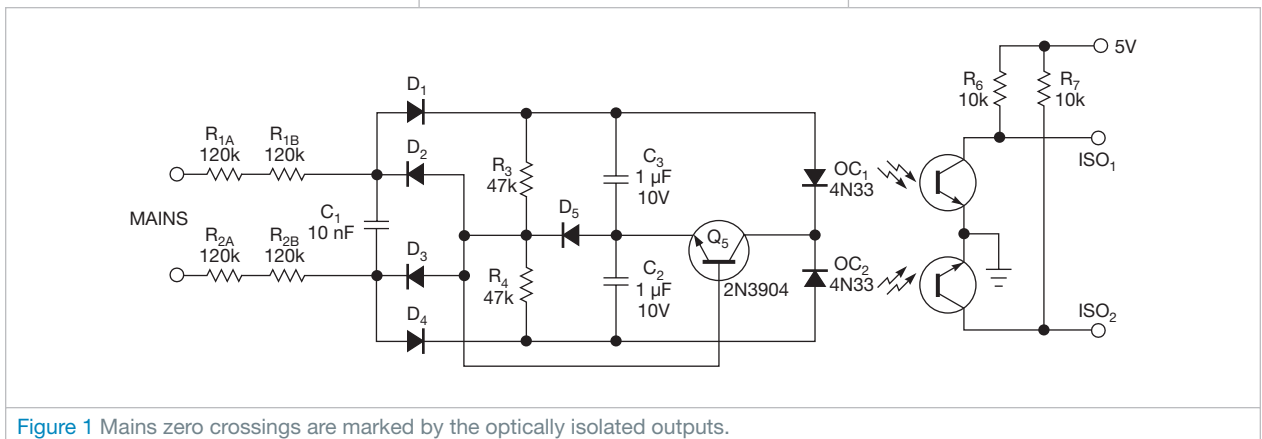 D1
R1A
120k
R1B
120k
D2
R3
47k
C3
1 µF
10V
OC1
4N33
R6
10k
R7
10k
5V
ISO1
MAINS
C1
10 nF
D5
Q5
R2A
120k
R2B
120k
D3
R4
47k
C2
1 µF
10V
2N3904
OC2
4N33
D4
ISO2
Figure 1 Mains zero crossings are marked by the optically isolated outputs.